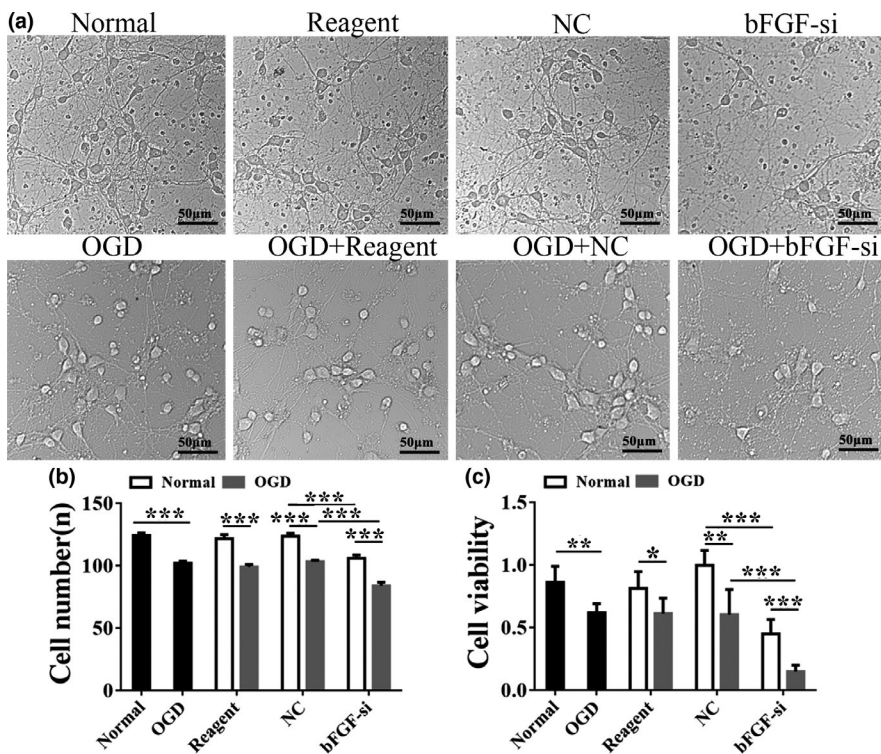 (a) Normal Reagent NC bFGF-si
50μm 50μm 50μm 50μm
OGD OGD+Reagent OGD+NC OGD+bFGF-si
50μm 50μm 50μm 50μm
(b) Normal OGD
Cell number(n)
150
100
50
0
*** *** *** *** *** ***
Normal OGD Reagent NC bFGF-si
(c) Normal OGD
Cell viability
1.5
1.0
0.5
0.0
** * ** *** *** ***
Normal OGD Reagent NC bFGF-si